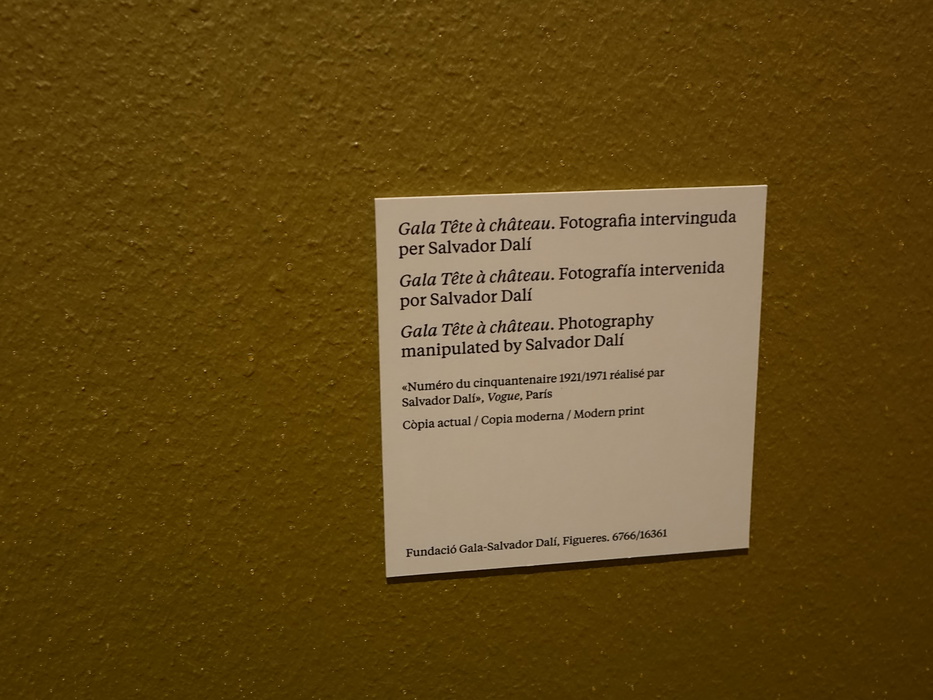 Gala Tête à château. Fotografia intervinguda
per Salvador Dalí
Gala Tête à château. Fotografía intervenida
por Salvador Dalí
Gala Tête à château. Photography
manipulated by Salvador Dalí
«Numéro du cinquantenaire 1921/1971 réalisé par
Salvador Dalí», Vogue, París
Còpia actual / Copia moderna / Modern print
Fundació Gala-Salvador Dalí, Figueres. 6766/16361